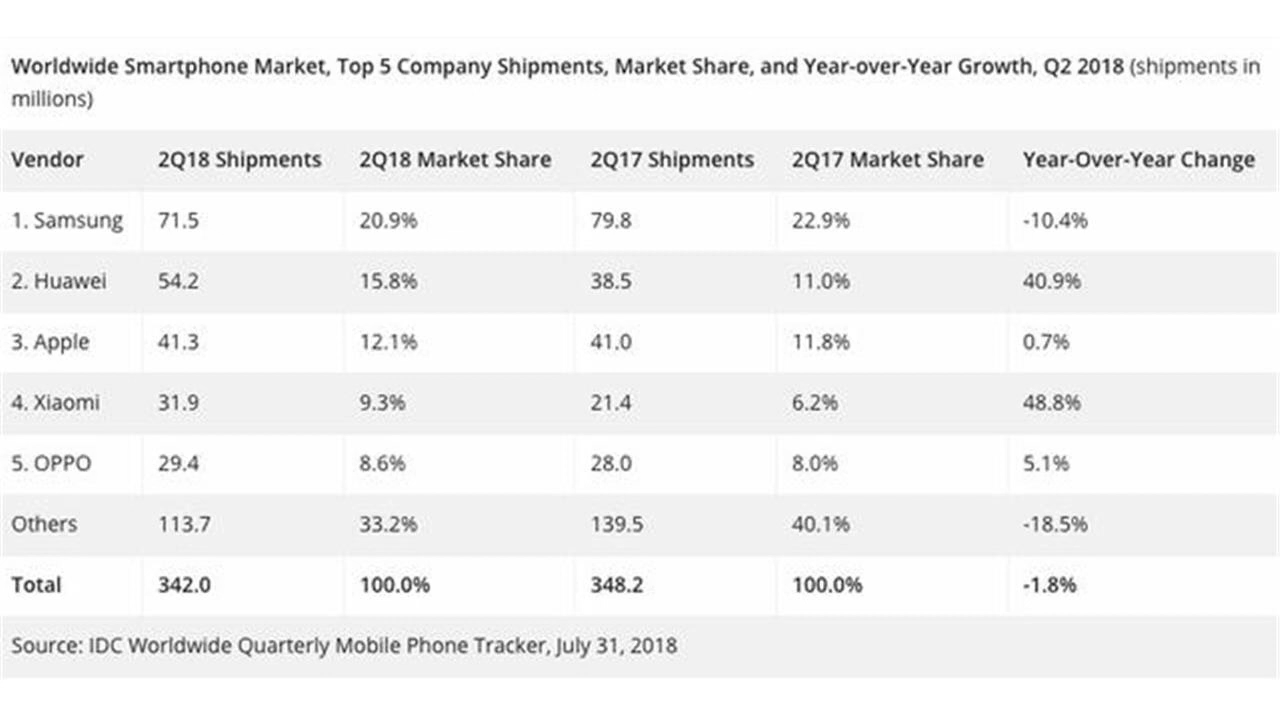 Worldwide Smartphone Market, Top 5 Company Shipments, Market Share, and Year-over-Year Growth, Q2 2018 (shipments in
millions)
Vendor 2Q18 Shipments 2Q18 Market Share 2Q17 Shipments 2Q17 Market Share Year-Over-Year Change
1. Samsung 71.5 20.9% 79.8 22.9% -10.4%
2. Huawei 54.2 15.8% 38.5 11.0% 40.9%
3. Apple 41.3 12.1% 41.0 11.8% 0.7%
4. Xiaomi 31.9 9.3% 21.4 6.2% 48.8%
5. OPPO 29.4 8.6% 28.0 8.0% 5.1%
Others 113.7 33.2% 139.5 40.1% -18.5%
Total 342.0 100.0% 348.2 100.0% -1.8%
Source: IDC Worldwide Quarterly Mobile Phone Tracker, July 31, 2018